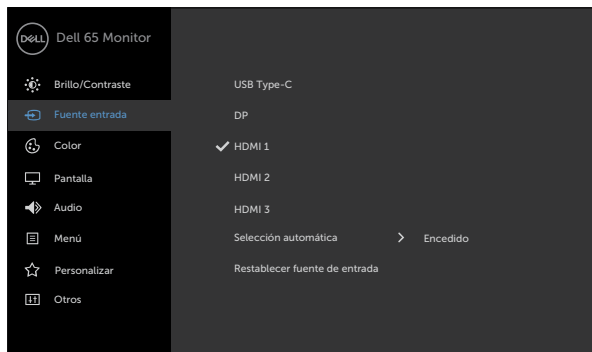 DELL
Dell 65 Monitor
Brillo/Contraste
Fuente entrada
Color
Pantalla
Audio
Menú
Personalizar
Otros
USB Type-C
DP
HDMI 1
HDMI 2
HDMI 3
Selección automática > Encedido
Restablecer fuente de entrada